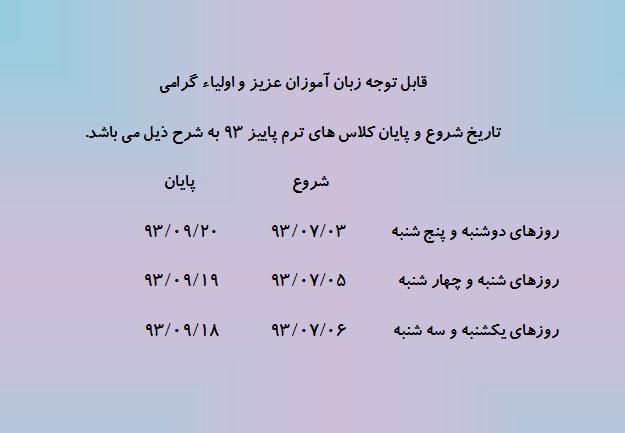 قابل توجه زبان آموزان عزیز و اولیاء گرامی
تاریخ شروع و پایان کلاس های ترم پاییز ۹۳ به شرح ذیل می باشد.
شروع پایان
روزهای دوشنبه و پنج شنبه ۹۳/۰۷/۰۳ ۹۳/۰۹/۲۰
روزهای شنبه و چهار شنبه ۹۳/۰۷/۰۵ ۹۳/۰۹/۱۹
روزهای یکشنبه و سه شنبه ۹۳/۰۷/۰۶ ۹۳/۰۹/۱۸